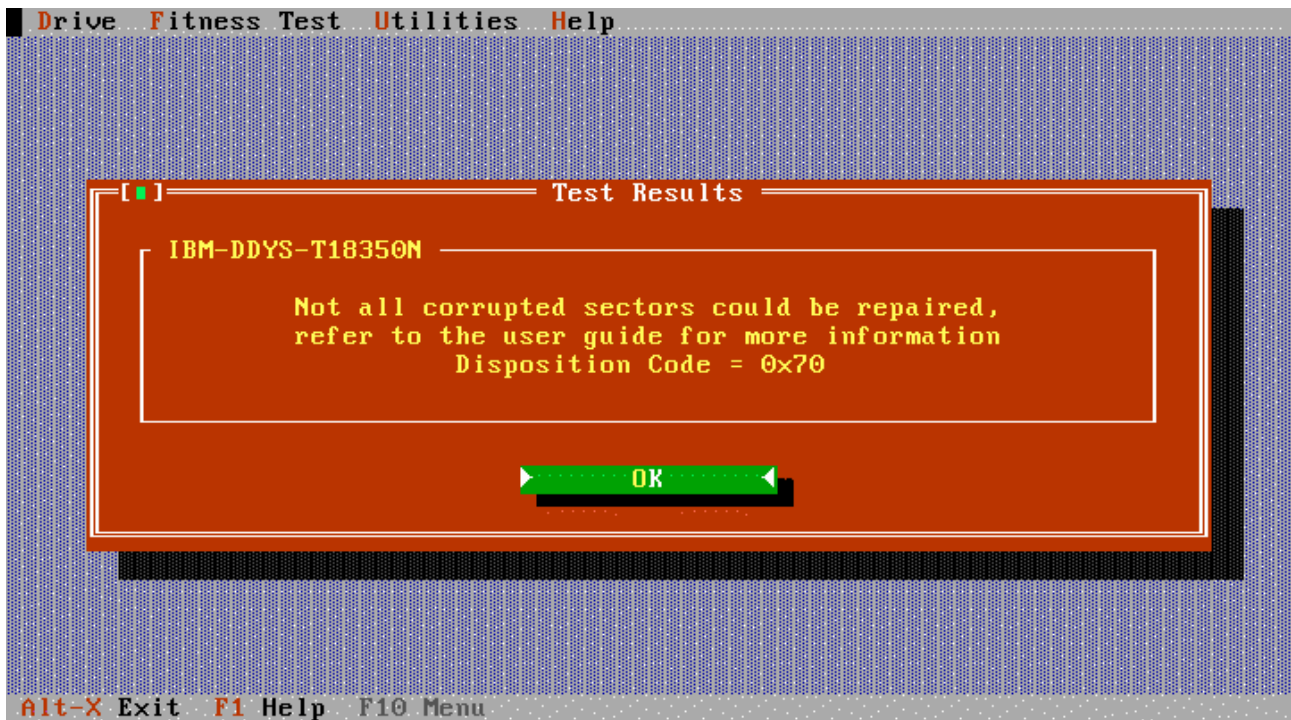 Drive Fitness Test Utilities Help
Test Results
IBM-DDYS-T18350N
Not all corrupted sectors could be repaired,
refer to the user guide for more information
Disposition Code = 0x70
OK
Alt-X Exit F1 Help F10 Menu